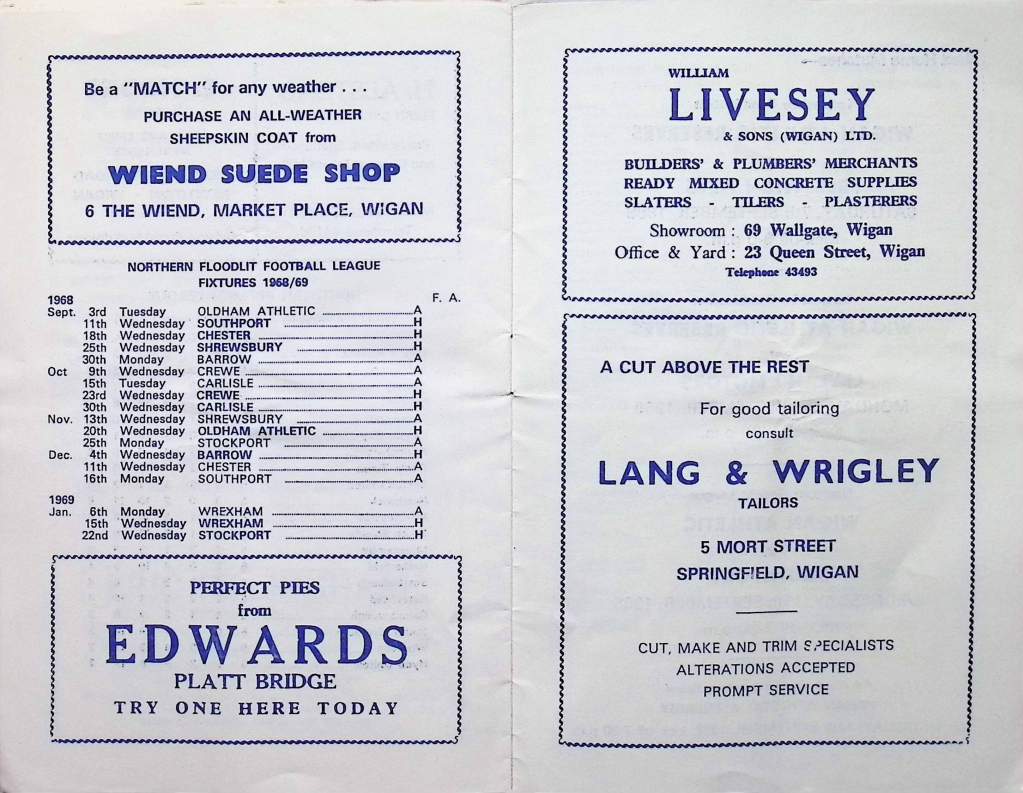 Be a "MATCH" for any weather . . .
PURCHASE AN ALL-WEATHER
SHEEPSKIN COAT from
WIEND SUEDE SHOP
6 THE WIEND, MARKET PLACE, WIGAN
NORTHERN FLOODLIT FOOTBALL LEAGUE
FIXTURES 1968/69
1968 F. A.
Sept. 3rd Tuesday OLDHAM ATHLETIC A
11th Wednesday SOUTHPORT H
18th Wednesday CHESTER H
25th Wednesday SHREWSBURY H
30th Monday BARROW A
Oct 9th Wednesday CREWE A
15th Tuesday CARLISLE A
23rd Wednesday CREWE H
30th Wednesday CARLISLE H
Nov. 13th Wednesday SHREWSBURY A
20th Wednesday OLDHAM ATHLETIC H
25th Monday STOCKPORT A
Dec. 4th Wednesday BARROW H
11th Wednesday CHESTER A
16th Monday SOUTHPORT A
1969
Jan. 6th Monday WREXHAM A
15th Wednesday WREXHAM H
22nd Wednesday STOCKPORT H
PERFECT PIES
from
EDWARDS
PLATT BRIDGE
TRY ONE HERE TODAY
WILLIAM
LIVESEY
& SONS (WIGAN) LTD.
BUILDERS' & PLUMBERS' MERCHANTS
READY MIXED CONCRETE SUPPLIES
SLATERS - TILERS - PLASTERERS
Showroom : 69 Wallgate, Wigan
Office & Yard : 23 Queen Street, Wigan
Telephone 43493
A CUT ABOVE THE REST
For good tailoring
consult
LANG & WRIGLEY
TAILORS
5 MORT STREET
SPRINGFIELD, WIGAN
CUT, MAKE AND TRIM SPECIALISTS
ALTERATIONS ACCEPTED
PROMPT SERVICE